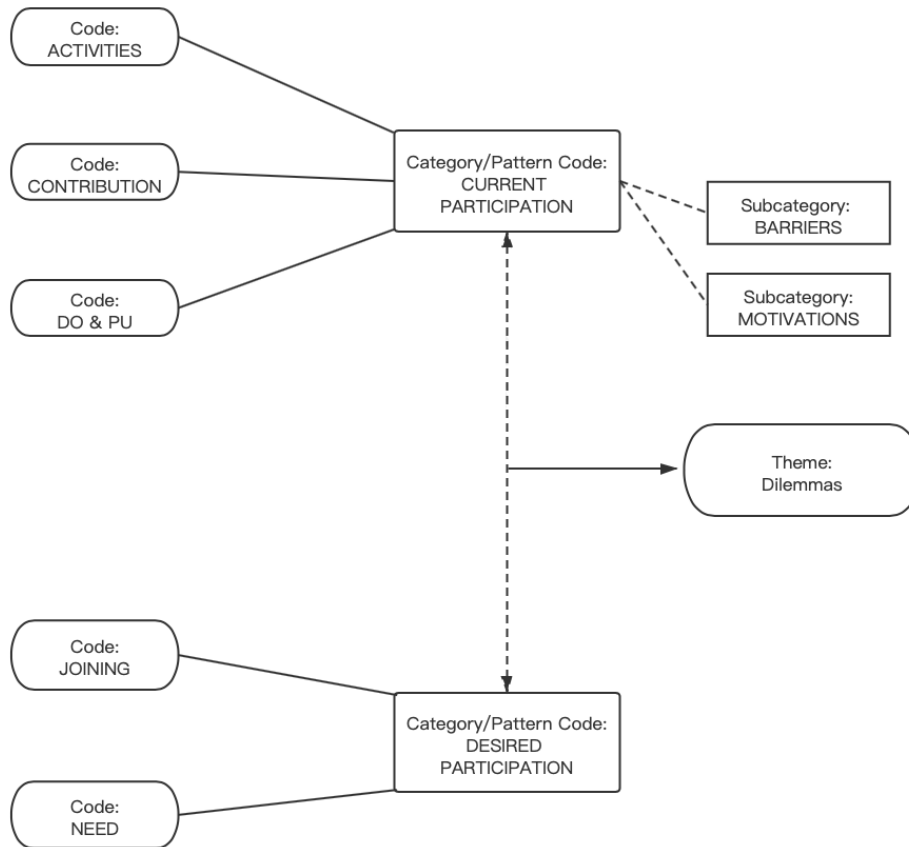 Code:
ACTIVITIES
Code:
CONTRIBUTION
Code:
DO & PU
Category/Pattern Code:
CURRENT
PARTICIPATION
Subcategory:
BARRIERS
Subcategory:
MOTIVATIONS
Theme:
Dilemmas
Code:
JOINING
Code:
NEED
Category/Pattern Code:
DESIRED
PARTICIPATION